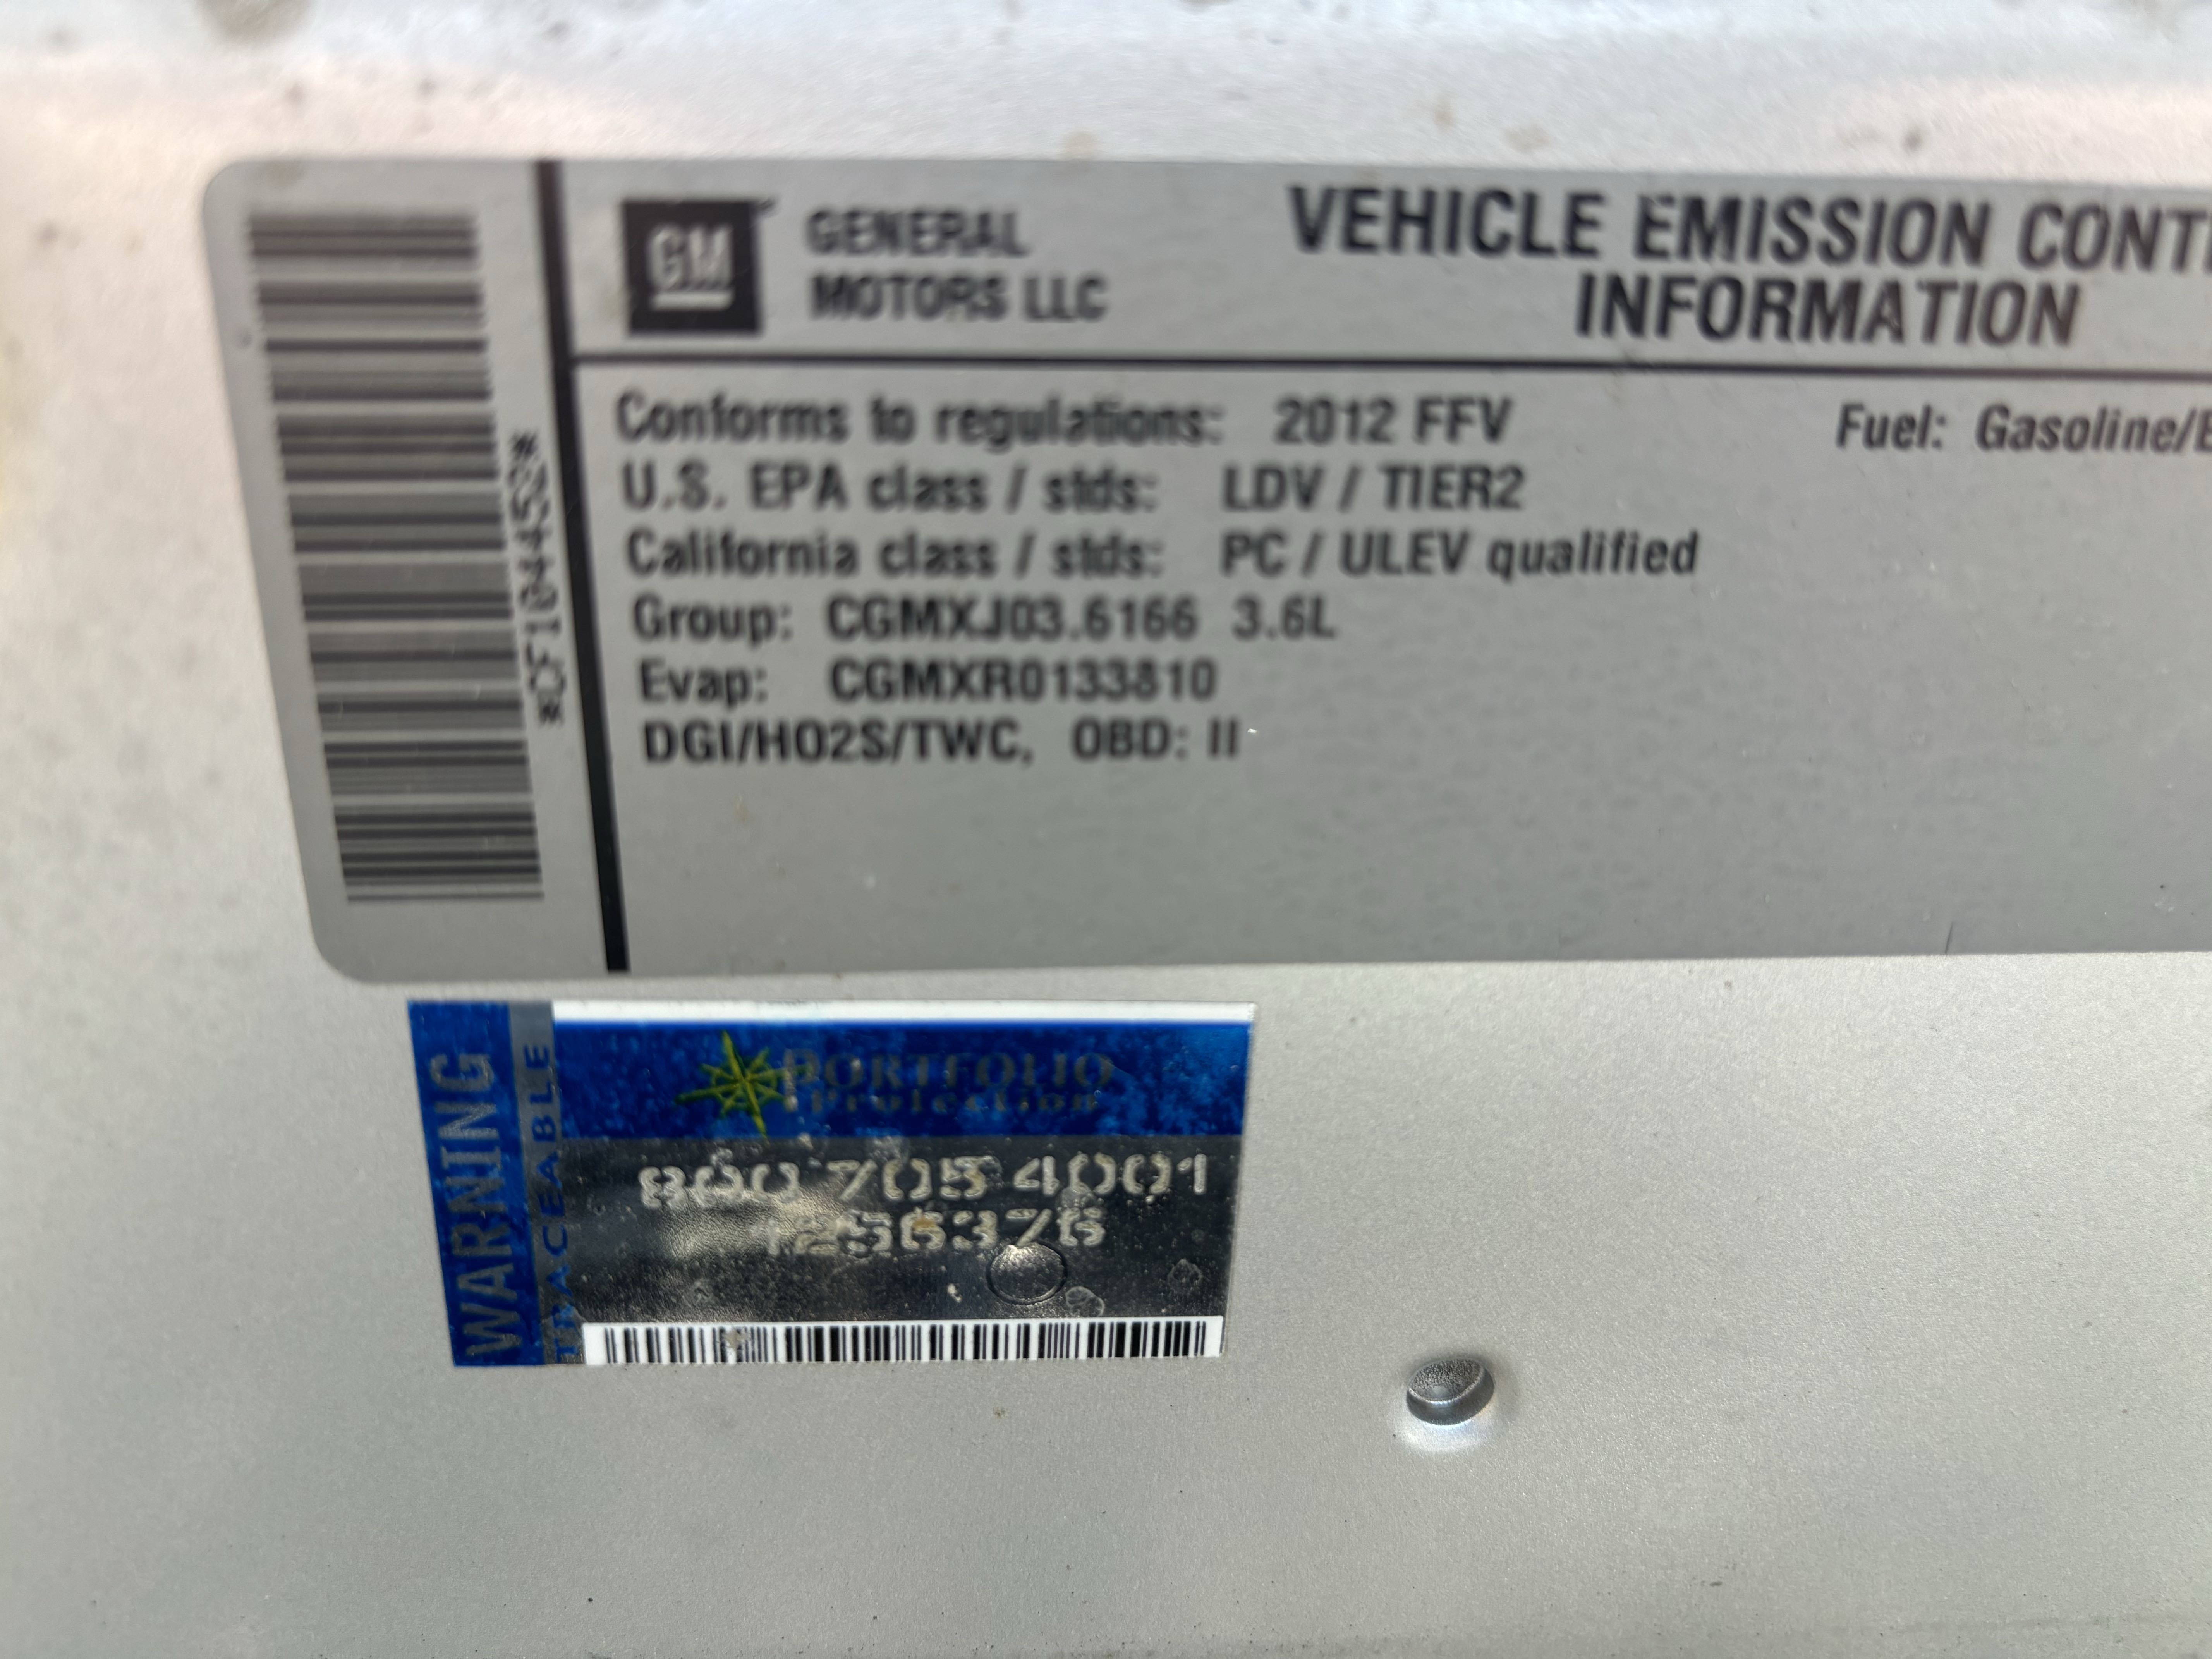 GM
GENERAL
MOTORS LLC
VEHICLE EMISSION CONT
INFORMATION
Conforms to regulations: 2012 FFV
Fuel: Gasoline/E
U.S. EPA class / stds: LDV / TIER2
California class / stds: PC / ULEV qualified
Group: CGMXJ03.6166 3.6L
Evap: CGMXR0133810
DGI/HO2S/TWC, OBD: II
WARNING
TRACEABLE
PORTFOLIO
Protection
800 705 4001
1256376